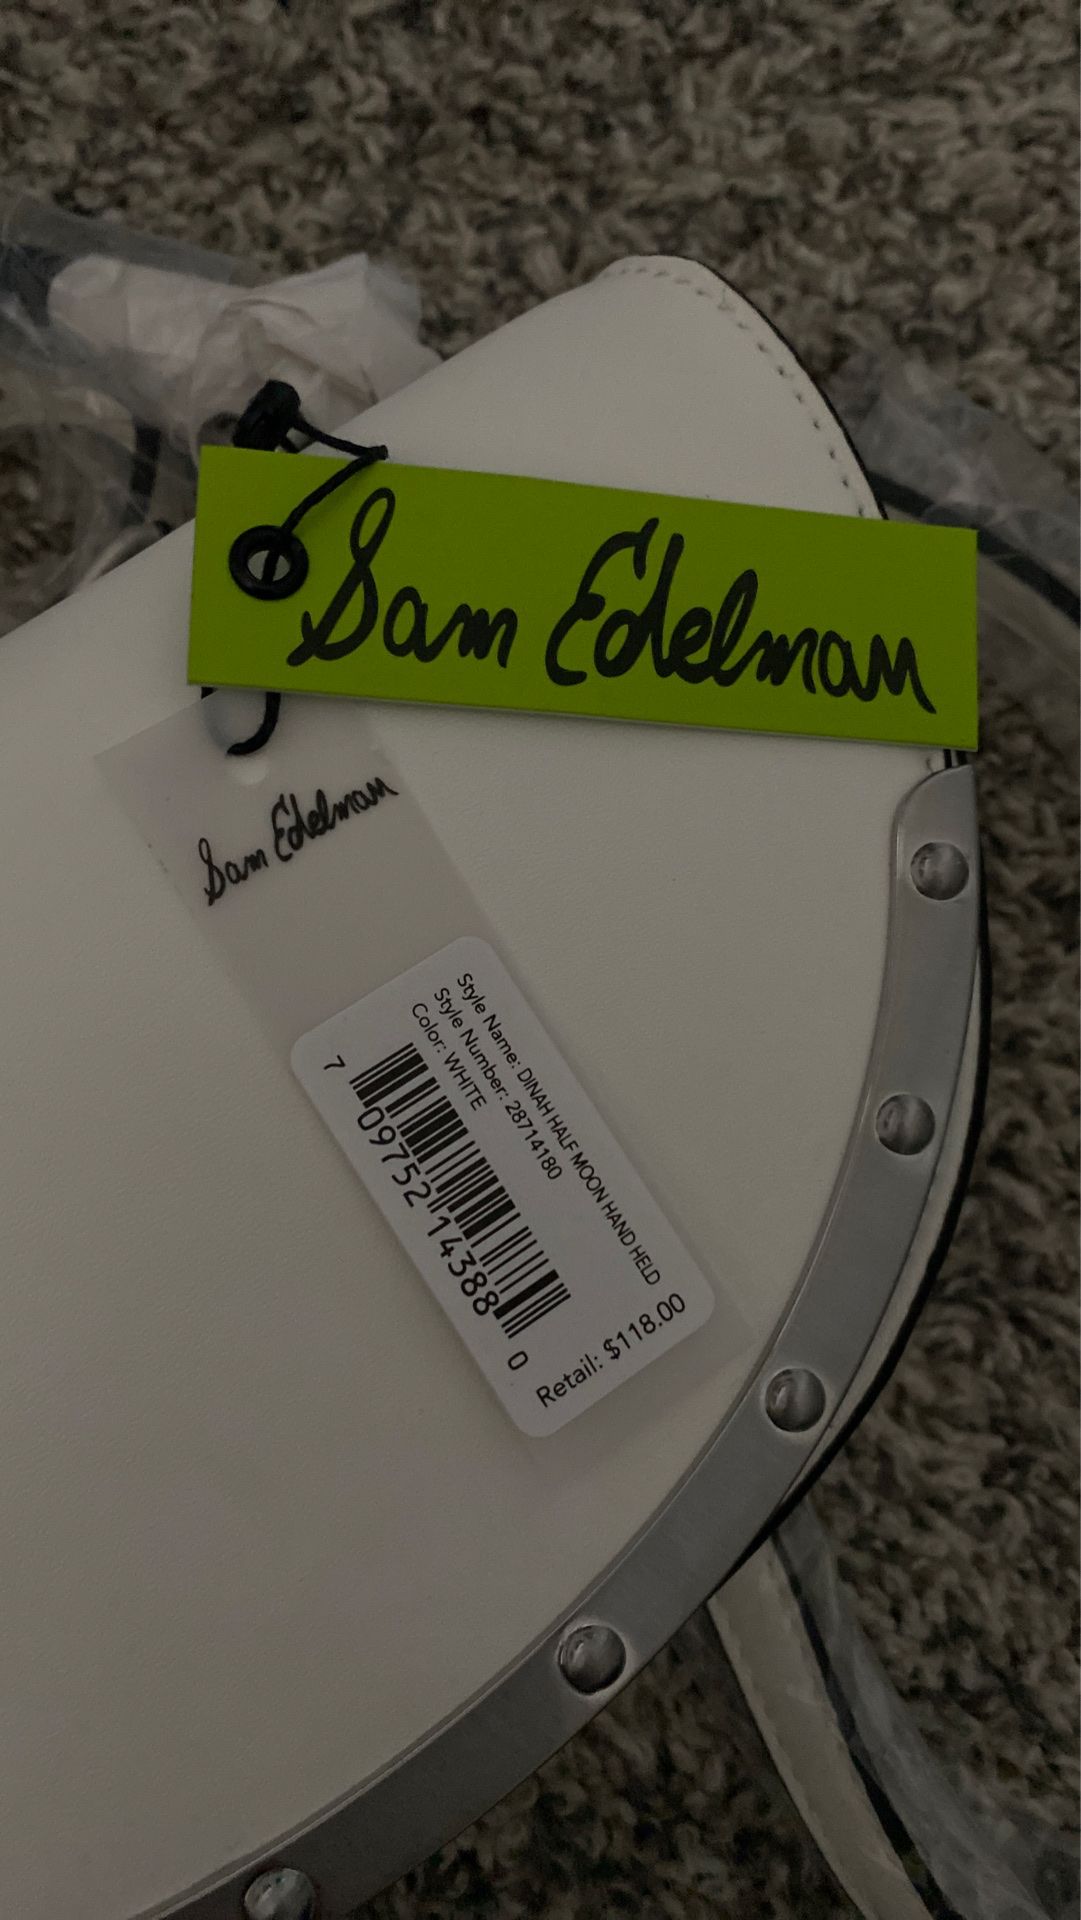 Sam Edelman
Sam Edelman
Style Name: DINAH HALF MOON HAND HELD
Style Number: 28714180
Color: WHITE
7 09752 14388 0
Retail: $118.00